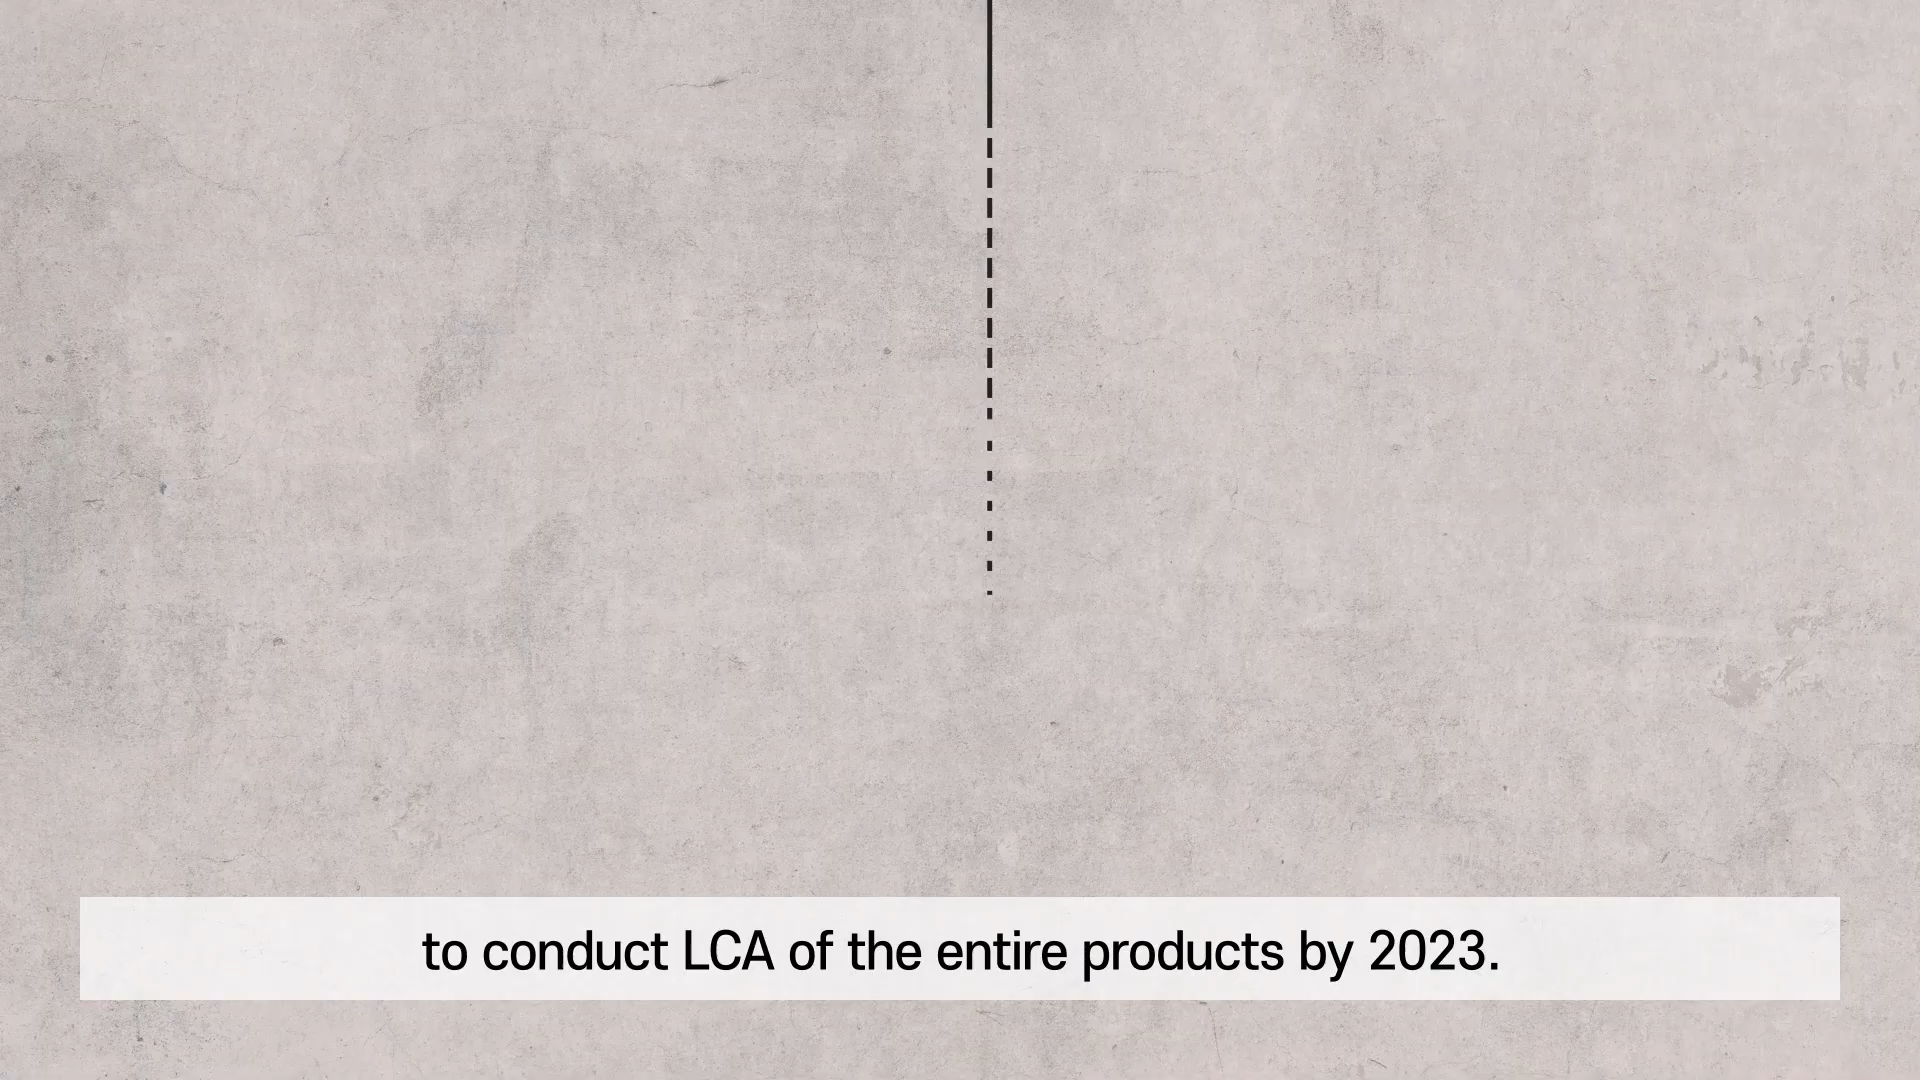 to conduct LCA of the entire products by 2023.